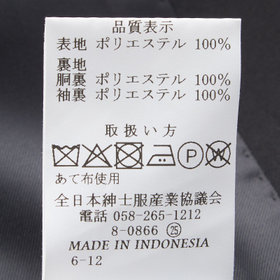 品質表示
表地 ポリエステル 100%
裏地
胴裏 ポリエステル 100%
袖裏 ポリエステル 100%
取扱い方
P W
あて布使用
全日本紳士服産業協議会
電話 058-265-1212
8-0866 ㉕
MADE IN INDONESIA
6-12